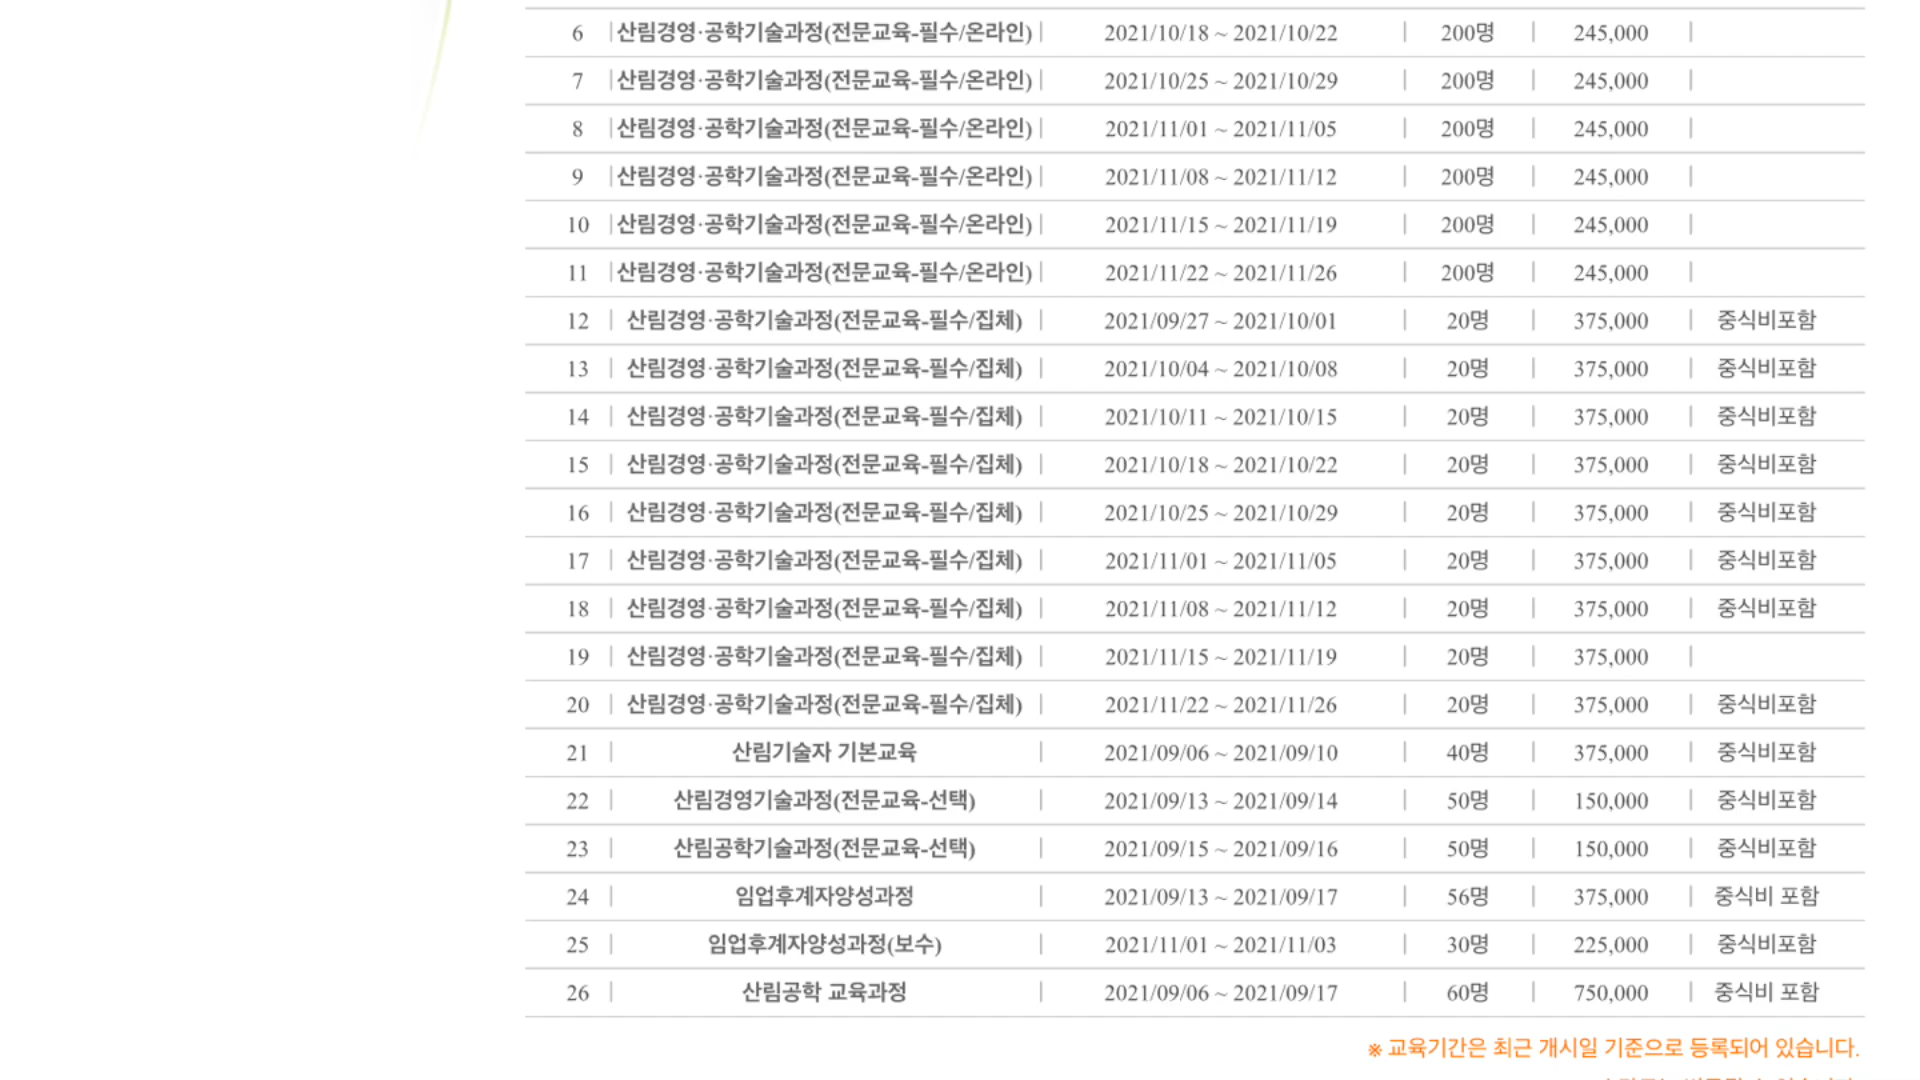 6 산림경영·공학기술과정(전문교육-필수/온라인) 2021/10/18 ~ 2021/10/22 200명 245,000
7 산림경영·공학기술과정(전문교육-필수/온라인) 2021/10/25 ~ 2021/10/29 200명 245,000
8 산림경영·공학기술과정(전문교육-필수/온라인) 2021/11/01 ~ 2021/11/05 200명 245,000
9 산림경영·공학기술과정(전문교육-필수/온라인) 2021/11/08 ~ 2021/11/12 200명 245,000
10 산림경영·공학기술과정(전문교육-필수/온라인) 2021/11/15 ~ 2021/11/19 200명 245,000
11 산림경영·공학기술과정(전문교육-필수/온라인) 2021/11/22 ~ 2021/11/26 200명 245,000
12 산림경영·공학기술과정(전문교육-필수/집체) 2021/09/27 ~ 2021/10/01 20명 375,000 중식비포함
13 산림경영·공학기술과정(전문교육-필수/집체) 2021/10/04 ~ 2021/10/08 20명 375,000 중식비포함
14 산림경영·공학기술과정(전문교육-필수/집체) 2021/10/11 ~ 2021/10/15 20명 375,000 중식비포함
15 산림경영·공학기술과정(전문교육-필수/집체) 2021/10/18 ~ 2021/10/22 20명 375,000 중식비포함
16 산림경영·공학기술과정(전문교육-필수/집체) 2021/10/25 ~ 2021/10/29 20명 375,000 중식비포함
17 산림경영·공학기술과정(전문교육-필수/집체) 2021/11/01 ~ 2021/11/05 20명 375,000 중식비포함
18 산림경영·공학기술과정(전문교육-필수/집체) 2021/11/08 ~ 2021/11/12 20명 375,000 중식비포함
19 산림경영·공학기술과정(전문교육-필수/집체) 2021/11/15 ~ 2021/11/19 20명 375,000
20 산림경영·공학기술과정(전문교육-필수/집체) 2021/11/22 ~ 2021/11/26 20명 375,000 중식비포함
21 산림기술자 기본교육 2021/09/06 ~ 2021/09/10 40명 375,000 중식비포함
22 산림경영기술과정(전문교육-선택) 2021/09/13 ~ 2021/09/14 50명 150,000 중식비포함
23 산림공학기술과정(전문교육-선택) 2021/09/15 ~ 2021/09/16 50명 150,000 중식비포함
24 임업후계자양성과정 2021/09/13 ~ 2021/09/17 56명 375,000 중식비 포함
25 임업후계자양성과정(보수) 2021/11/01 ~ 2021/11/03 30명 225,000 중식비포함
26 산림공학 교육과정 2021/09/06 ~ 2021/09/17 60명 750,000 중식비 포함
※ 교육기간은 최근 개시일 기준으로 등록되어 있습니다.